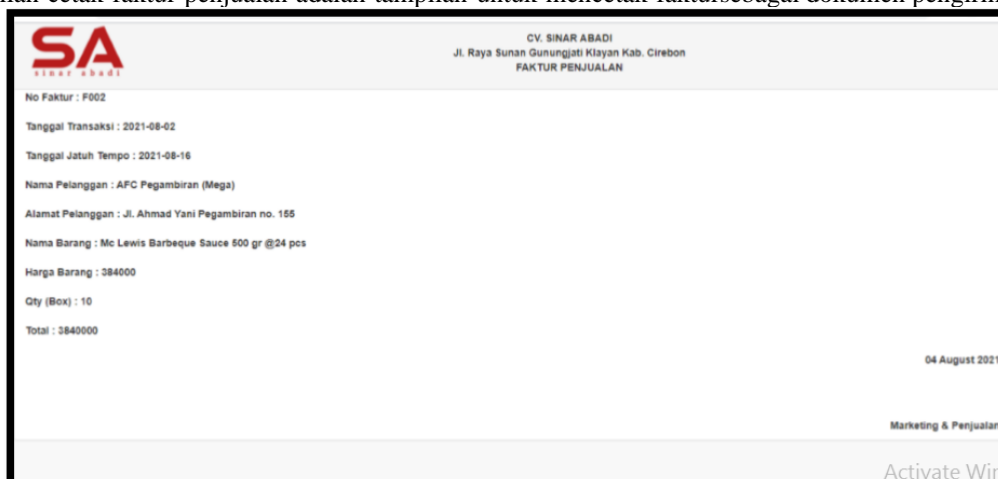 cetak faktur penjualan adalah tampilan untuk mencetak faktursebagai dokumen
SA
sinar abadi
CV. SINAR ABADI
Jl. Raya Sunan Gunungjati Klayan Kab. Cirebon
FAKTUR PENJUALAN
No Faktur : F002
Tanggal Transaksi : 2021-08-02
Tanggal Jatuh Tempo : 2021-08-16
Nama Pelanggan : AFC Pegambiran (Mega)
Alamat Pelanggan : Jl. Ahmad Yani Pegambiran no. 155
Nama Barang : Mc Lewis Barbeque Sauce 500 gr @24 pcs
Harga Barang : 384000
Qty (Box) : 10
Total : 3840000
04 August 2021
Marketing & Penjualan
Activate Win